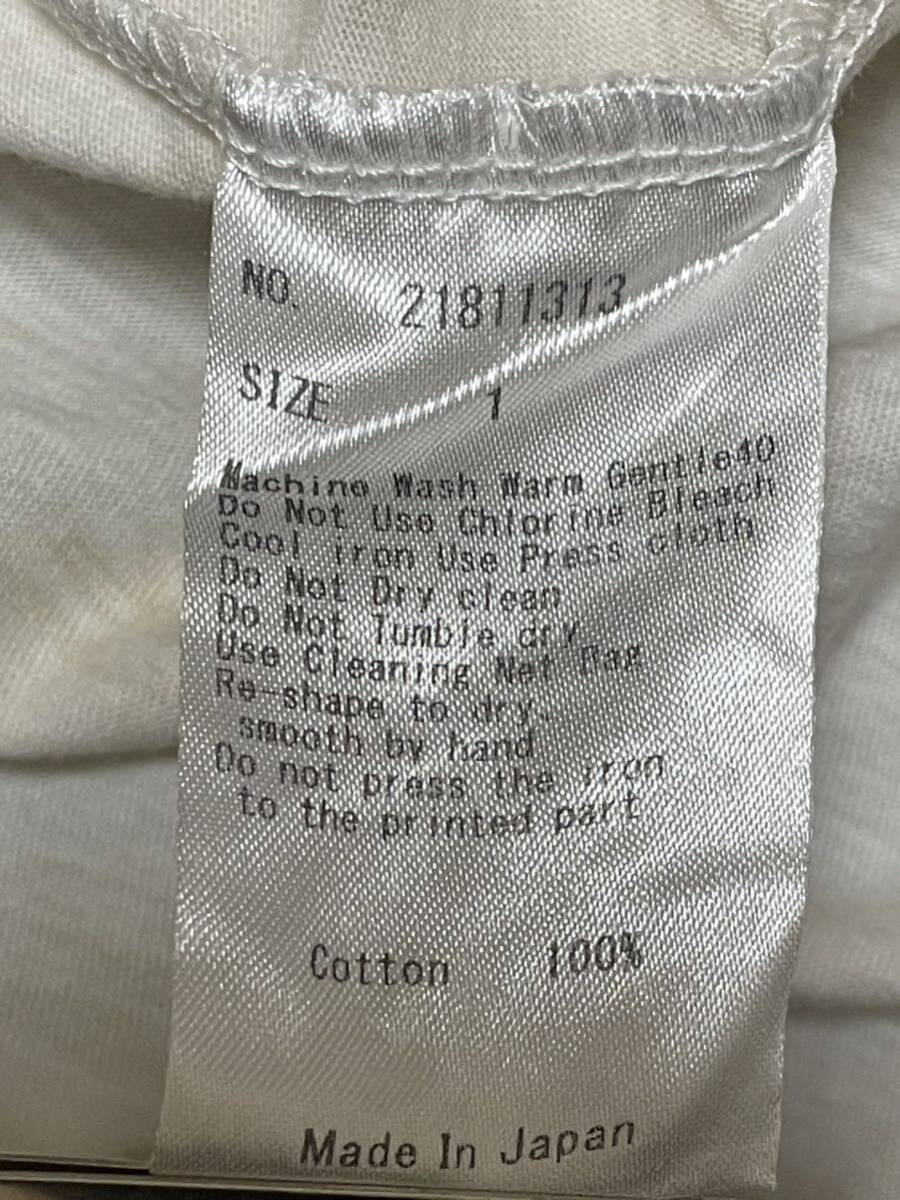 NO. 21811313
SIZE 1
Machine Wash Warm Gentle40
Do Not Use Chlorine Bleach
Cool iron Use Press cloth
Do Not Dry clean
Do Not Tumble dry
Use Cleaning Net Bag
Re-shape to dry.
smooth by hand
Do not press the iron
to the printed part
Cotton 100%
Made In Japan